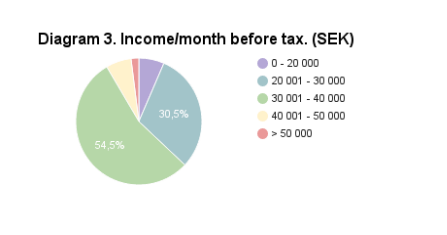 Diagram 3. Income/month before tax. (SEK)
0 - 20 000
20 001 - 30 000
30 001 - 40 000
40 001 - 50 000
> 50 000
30,5%
54,5%